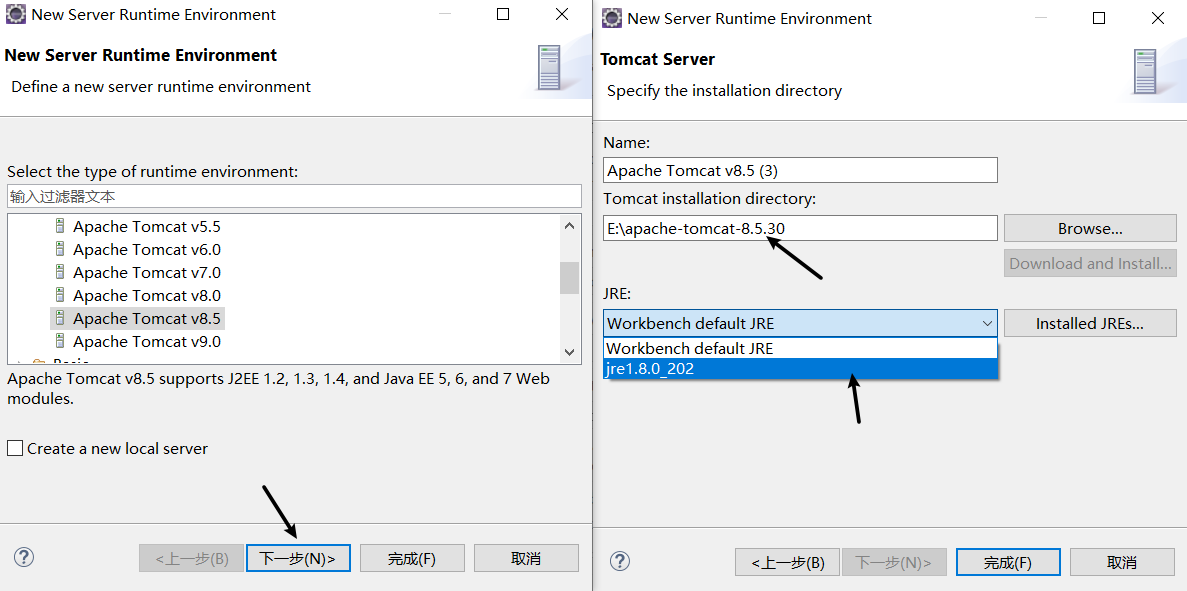 New Server Runtime Environment
New Server Runtime Environment
Define a new server runtime environment
Select the type of runtime environment:
输入过滤器文本
Apache Tomcat v5.5
Apache Tomcat v6.0
Apache Tomcat v7.0
Apache Tomcat v8.0
Apache Tomcat v8.5
Apache Tomcat v9.0
Basic
Apache Tomcat v8.5 supports J2EE 1.2, 1.3, 1.4, and Java EE 5, 6, and 7 Web
modules.
Create a new local server
<上一步(B) 下一步(N)> 完成(F) 取消
New Server Runtime Environment
Tomcat Server
Specify the installation directory
Name:
Apache Tomcat v8.5 (3)
Tomcat installation directory:
E:\apache-tomcat-8.5.30
Browse...
Download and Install...
JRE:
Workbench default JRE
Installed JREs...
Workbench default JRE
jre1.8.0_202
<上一步(B) 下一步(N)> 完成(F) 取消